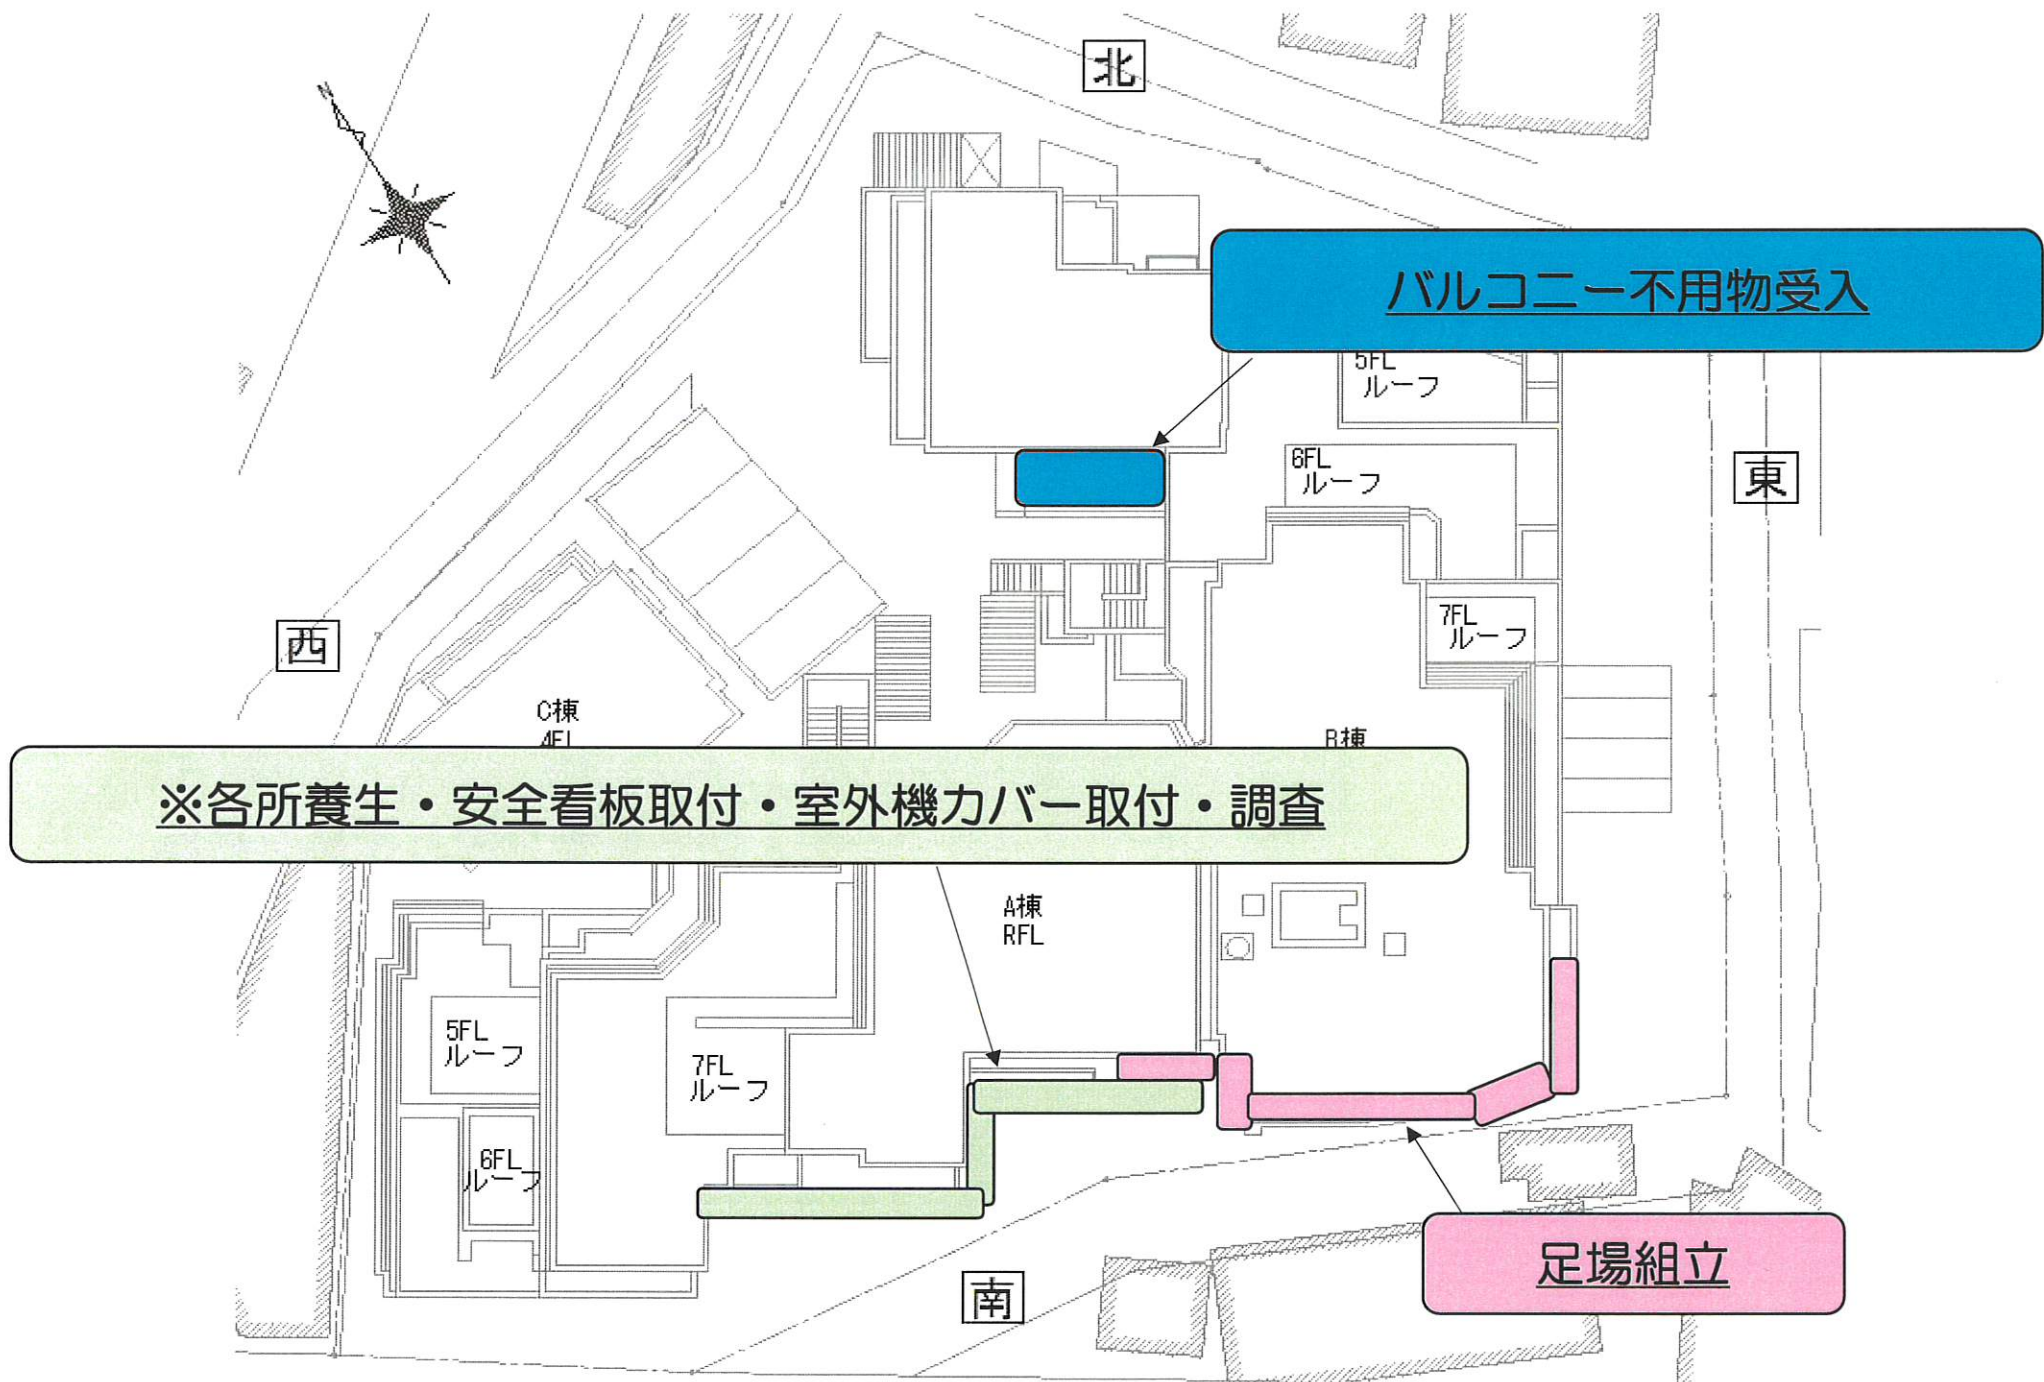 北
N
バルコニー不用物受入
5FL
ルーフ
6FL
ルーフ
東
7FL
ルーフ
西
C棟
4FL
B棟
※各所養生・安全看板取付・室外機カバー取付・調査
A棟
RFL
5FL
ルーフ
7FL
ルーフ
6FL
ルーフ
足場組立
南